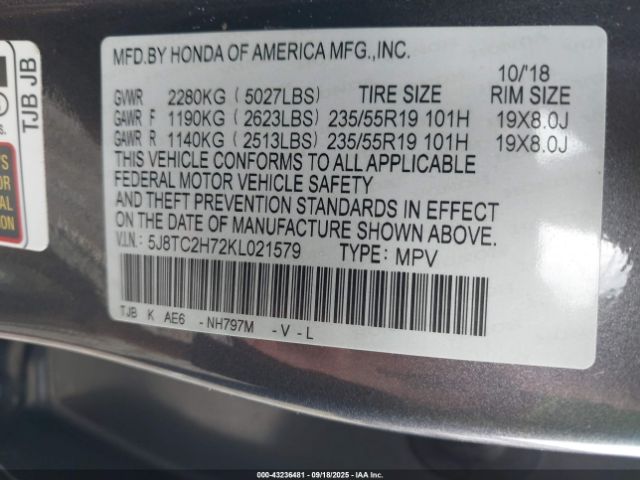 MFD.BY HONDA OF AMERICA MFG.,INC.
10/'18
GVWR 2280KG ( 5027LBS) TIRE SIZE RIM SIZE
GAWR F 1190KG ( 2623LBS) 235/55R19 101H 19X8.0J
GAWR R 1140KG ( 2513LBS) 235/55R19 101H 19X8.0J
THIS VEHICLE CONFORMS TO ALL APPLICABLE
FEDERAL MOTOR VEHICLE SAFETY
AND THEFT PREVENTION STANDARDS IN EFFECT
ON THE DATE OF MANUFACTURE SHOWN ABOVE.
V.I.N.: 5J8TC2H72KL021579 TYPE: MPV
TJB K AE6 -NH797M -V-L
TJB JB
000-43236481 - 09/18/2025 - IAAI.COM